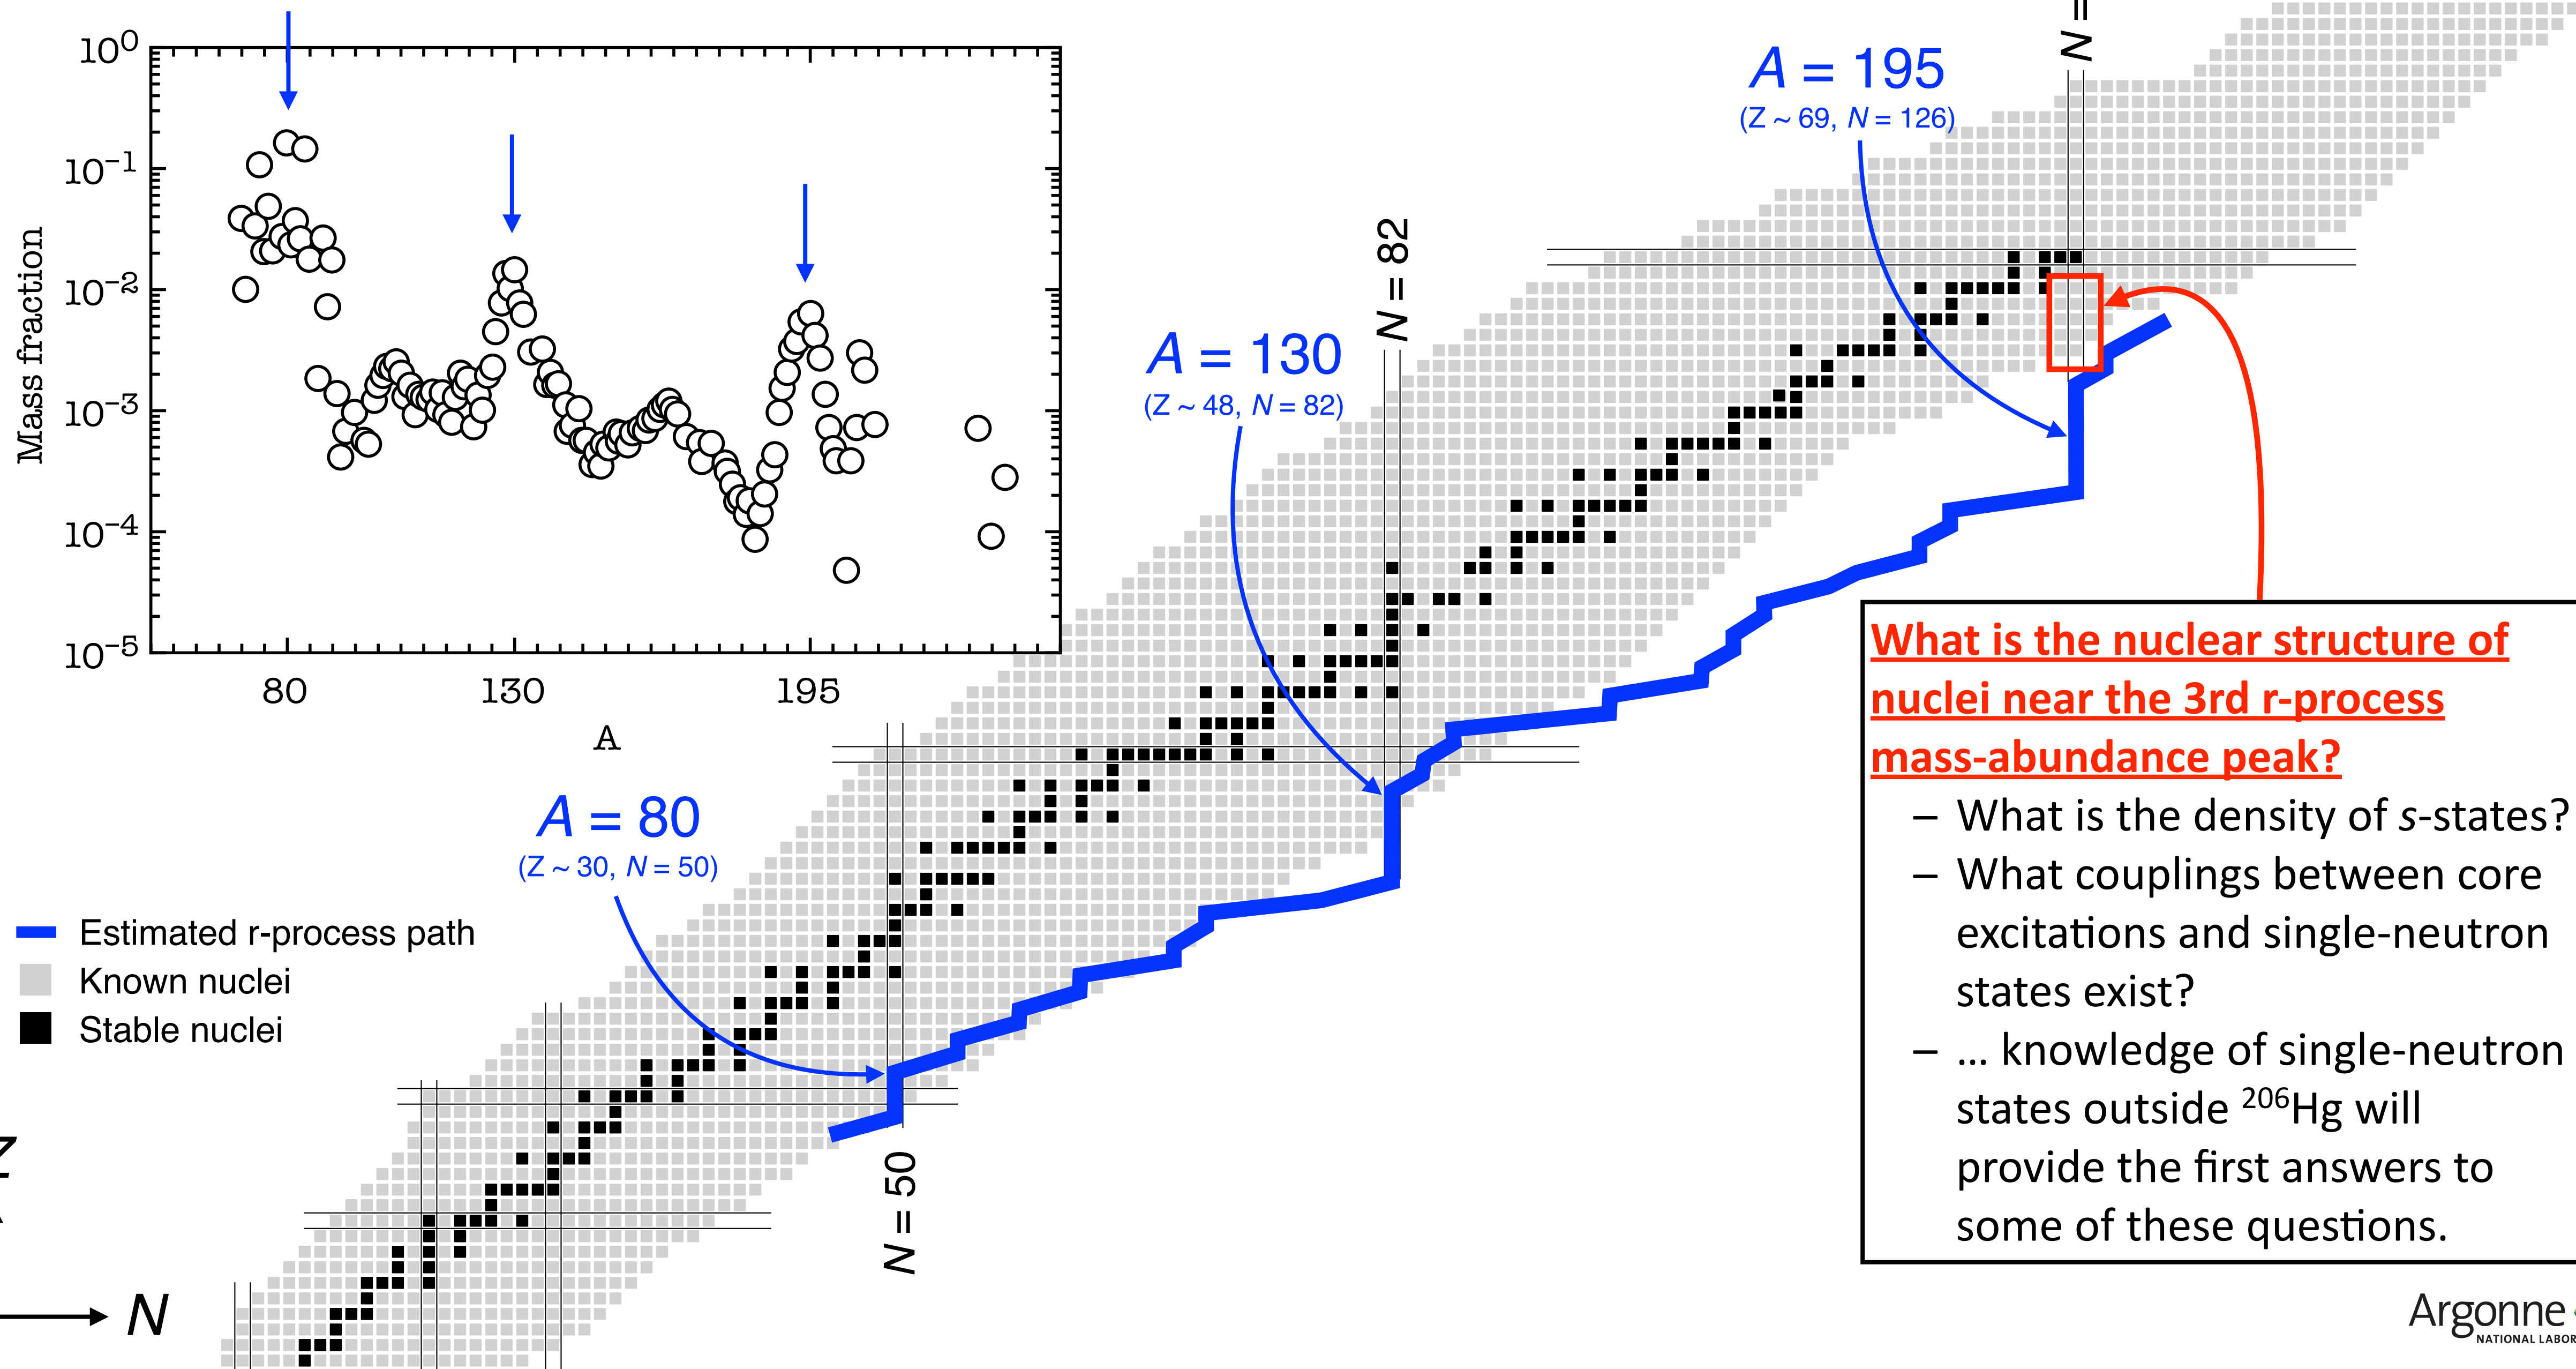 10⁰
10⁻¹
10⁻²
10⁻³
10⁻⁴
10⁻⁵
Mass fraction
80
130
195
A
A = 195
(Z ~ 69, N = 126)
N =
N = 82
A = 130
(Z ~ 48, N = 82)
A = 80
(Z ~ 30, N = 50)
N = 50
Estimated r-process path
Known nuclei
Stable nuclei
Z
N
What is the nuclear structure of
nuclei near the 3rd r-process
mass-abundance peak?
– What is the density of s-states?
– What couplings between core
excitations and single-neutron
states exist?
– ... knowledge of single-neutron
states outside ²⁰⁶Hg will
provide the first answers to
some of these questions.
Argonne
NATIONAL LABOR